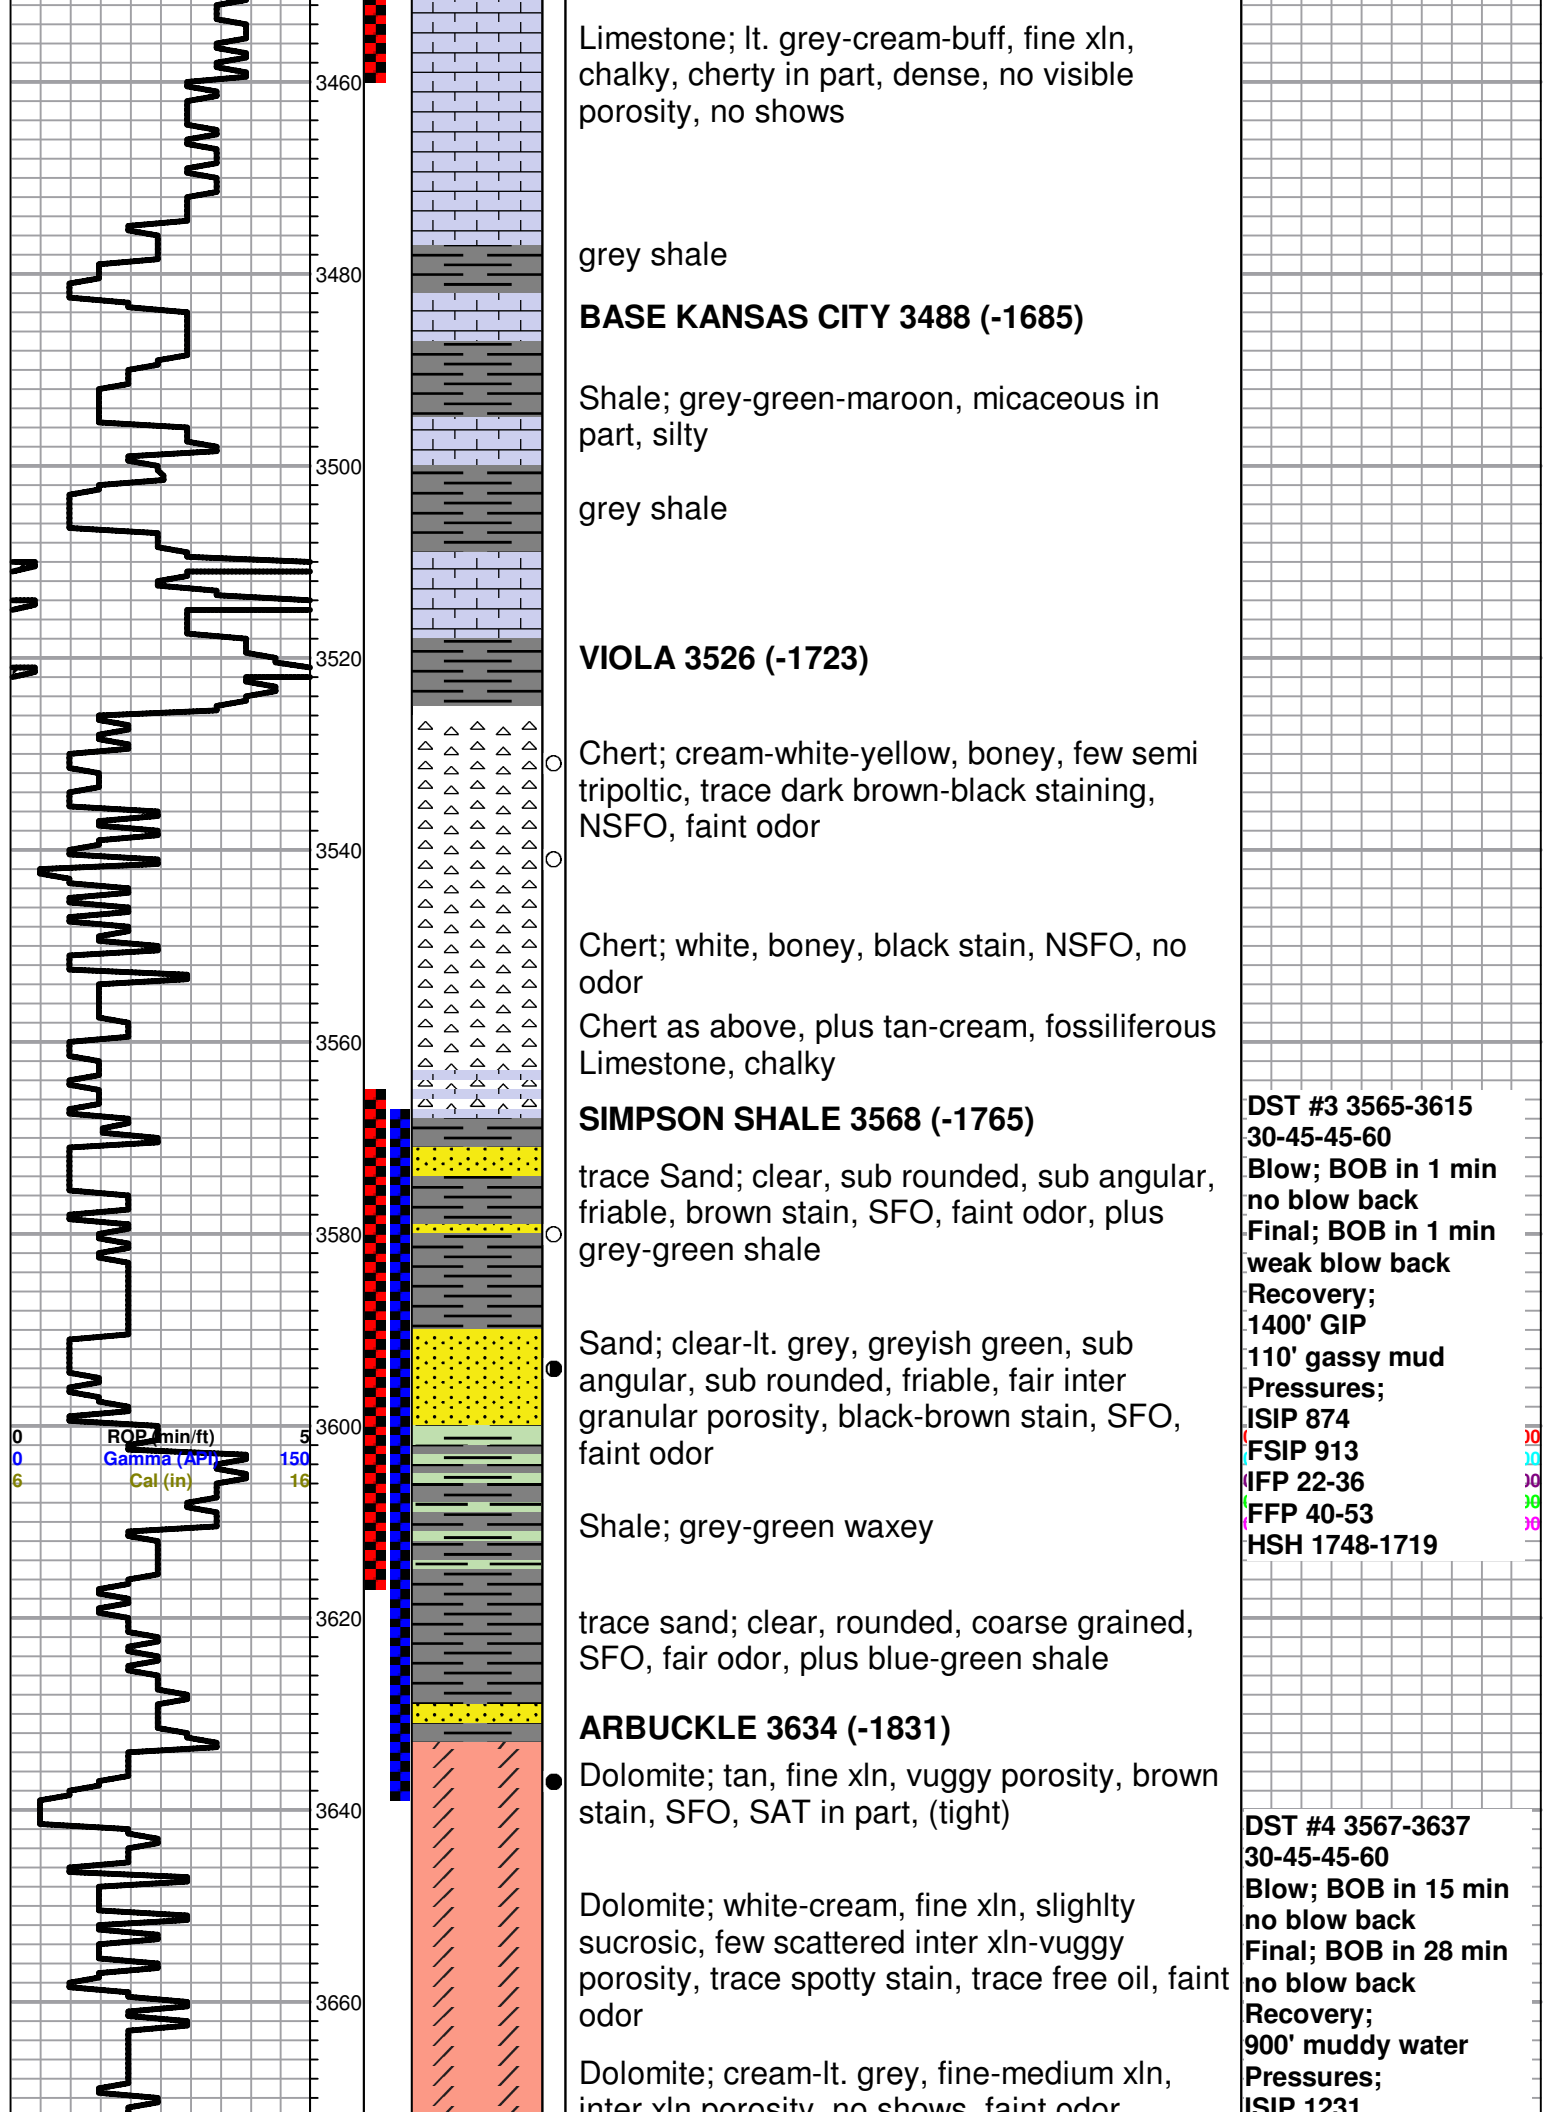 Limestone; lt. grey-cream-buff, fine xln,
chalky, cherty in part, dense, no visible
porosity, no shows
3460
grey shale
3480
BASE KANSAS CITY 3488 (-1685)
Shale; grey-green-maroon, micaceous in
part, silty
3500
grey shale
3520
VIOLA 3526 (-1723)
Chert; cream-white-yellow, boney, few semi
tripoltic, trace dark brown-black staining,
NSFO, faint odor
3540
Chert; white, boney, black stain, NSFO, no
odor
Chert as above, plus tan-cream, fossiliferous
Limestone, chalky
3560
SIMPSON SHALE 3568 (-1765)
trace Sand; clear, sub rounded, sub angular,
friable, brown stain, SFO, faint odor, plus
grey-green shale
3580
Sand; clear-lt. grey, greyish green, sub
angular, sub rounded, friable, fair inter
granular porosity, black-brown stain, SFO,
faint odor
3600
0 ROP (min/ft) 5
0 Gamma (API) 150
6 Cal (in) 16
Shale; grey-green waxey
3620
trace sand; clear, rounded, coarse grained,
SFO, fair odor, plus blue-green shale
ARBUCKLE 3634 (-1831)
Dolomite; tan, fine xln, vuggy porosity, brown
stain, SFO, SAT in part, (tight)
3640
Dolomite; white-cream, fine xln, slighlty
sucrosic, few scattered inter xln-vuggy
porosity, trace spotty stain, trace free oil, faint
odor
3660
Dolomite; cream-lt. grey, fine-medium xln,
inter xln porosity, no shows, faint odor
DST #3 3565-3615
30-45-45-60
Blow; BOB in 1 min
no blow back
Final; BOB in 1 min
weak blow back
Recovery;
1400' GIP
110' gassy mud
Pressures;
ISIP 874
FSIP 913
IFP 22-36
FFP 40-53
HSH 1748-1719
DST #4 3567-3637
30-45-45-60
Blow; BOB in 15 min
no blow back
Final; BOB in 28 min
no blow back
Recovery;
900' muddy water
Pressures;
ISIP 1231